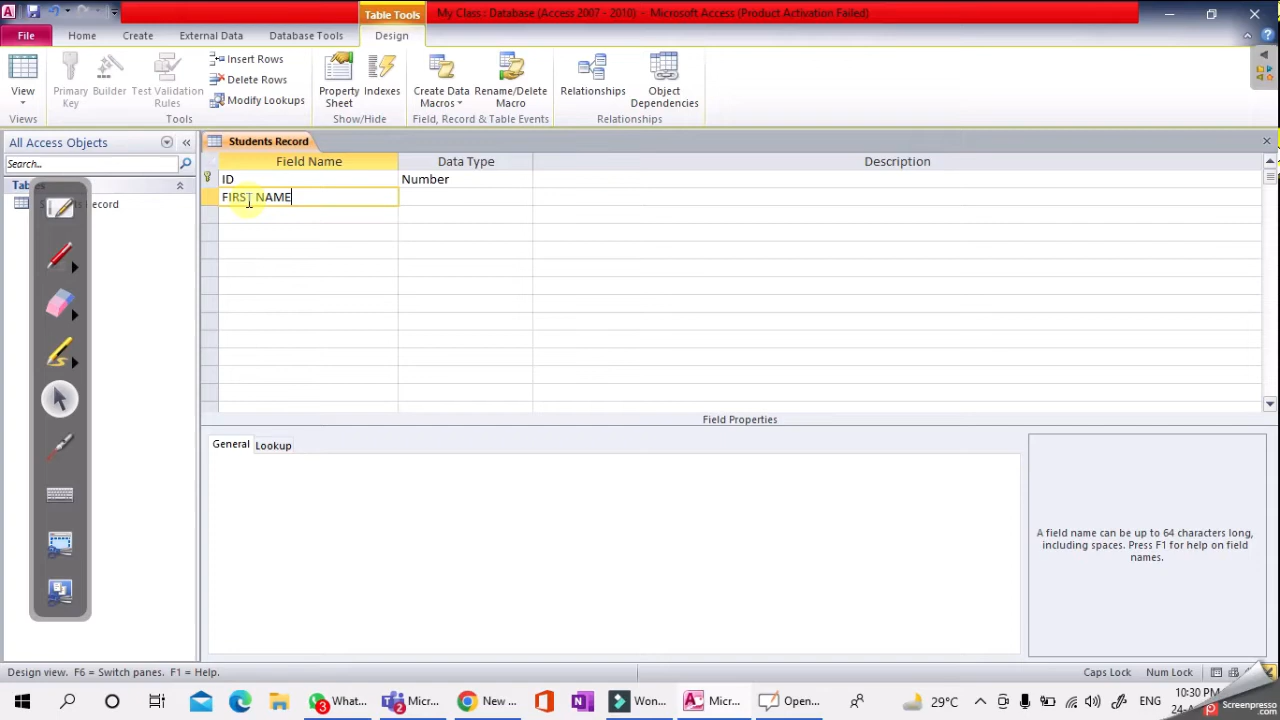 Table Tools
My Class : Database (Access 2007 - 2010) - Microsoft Access (Product Activation Failed)
File Home Create External Data Database Tools Design
View
Primary Key
Builder
Test Validation Rules
Insert Rows
Delete Rows
Modify Lookups
Property Sheet
Indexes
Create Data Macros
Rename/Delete Macro
Relationships
Object Dependencies
Views Tools Show/Hide Field, Record & Table Events Relationships
All Access Objects
Search...
Tables
Record
Students Record
Field Name Data Type Description
ID Number
FIRST NAME
Field Properties
General Lookup
A field name can be up to 64 characters long,
including spaces. Press F1 for help on field
names.
Design view. F6 = Switch panes. F1 = Help.
Caps Lock Num Lock
What...
3
Micr...
2
New ...
Won...
Micr...
Open...
29°C
ENG
10:30 PM
Screenpresso
.com